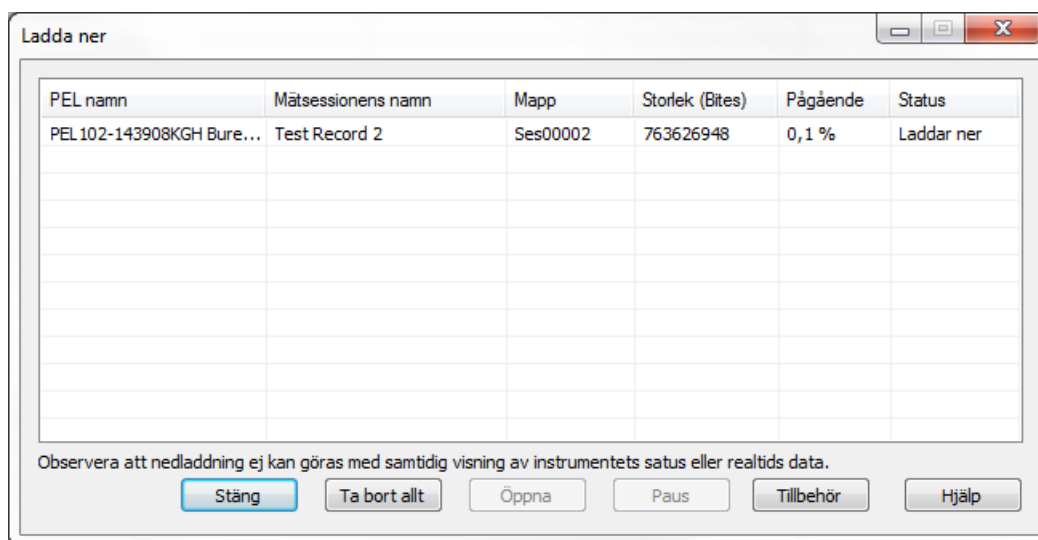 Ladda ner
PEL namn Mätsessionens namn Mapp Storlek (Bites) Pågående Status
PEL102-143908KGH Bure... Test Record 2 Ses00002 763626948 0,1 % Laddar ner
Observera att nedladdning ej kan göras med samtidig visning av instrumentets satus eller realtids data.
Stäng Ta bort allt Öppna Paus Tillbehör Hjälp